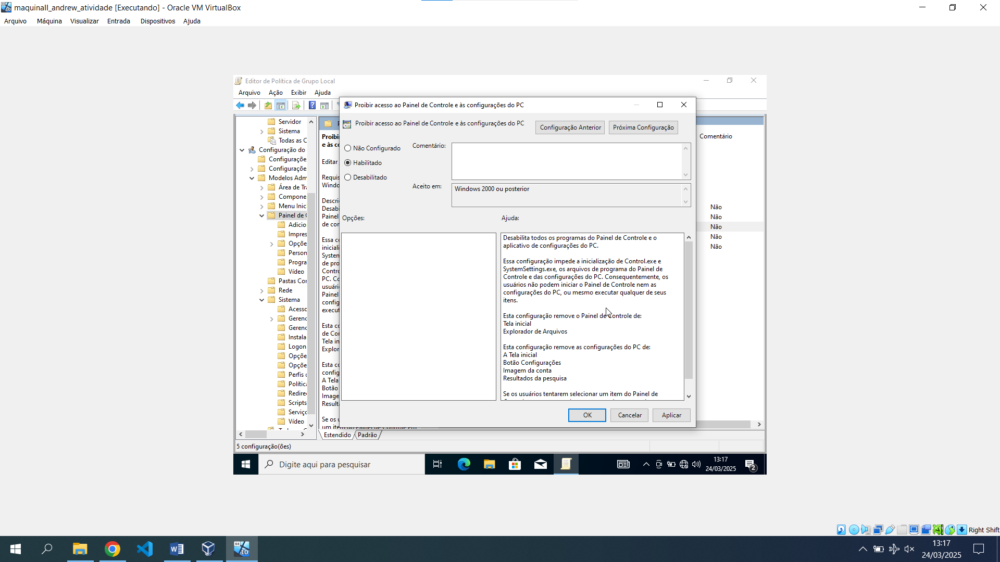 maquinaII_andrew_atividade [Executando] - Oracle VM VirtualBox
Arquivo Máquina Visualizar Entrada Dispositivos Ajuda
Editor de Política de Grupo Local
Arquivo Ação Exibir Ajuda
Servidor
Sistema
Todas as C
Configuração do
Configuraçõe
Configuraçõe
Modelos Adm
Área de Tr
Compone
Menu Inic
Painel de C
Adicio
Impres
Opçõe
Person
Progra
Vídeo
Pastas Cor
Rede
Sistema
Acesso
Gerenc
Gerenc
Instala
Logon
Opçõe
Opçõe
Perfis
Polític
Redire
Scripts
Serviço
Vídeo
Proibi
e às co
Editar
Requis
Windo
Descri
Desabi
Painel
de cor
Essa co
iniciali
System
de pro
Contro
PC. Co
usuári
Painel
config
execut
Esta co
de Cor
Tela in
Explor
Esta co
config
A Tela
Botão
Image
Result
Se os u
um item do Painel de Controle em
Proibir acesso ao Painel de Controle e às configurações do PC
Proibir acesso ao Painel de Controle e às configurações do PC
Configuração Anterior Próxima Configuração
Não Configurado
Habilitado
Desabilitado
Comentário:
Aceito em:
Windows 2000 ou posterior
Opções:
Ajuda:
Desabilita todos os programas do Painel de Controle e o
aplicativo de configurações do PC.
Essa configuração impede a inicialização de Control.exe e
SystemSettings.exe, os arquivos de programa do Painel de
Controle e das configurações do PC. Consequentemente, os
usuários não podem iniciar o Painel de Controle nem as
configurações do PC, ou mesmo executar qualquer de seus
itens.
Esta configuração remove o Painel de Controle de:
Tela inicial
Explorador de Arquivos
Esta configuração remove as configurações do PC de:
A Tela inicial
Botão Configurações
Imagem da conta
Resultados da pesquisa
Se os usuários tentarem selecionar um item do Painel de
OK Cancelar Aplicar
Comentário
Não
Não
Não
Não
Não
Estendido Padrão
5 configuração(ões)
Digite aqui para pesquisar
13:17
24/03/2025
2
Right Shift
13:17
24/03/2025